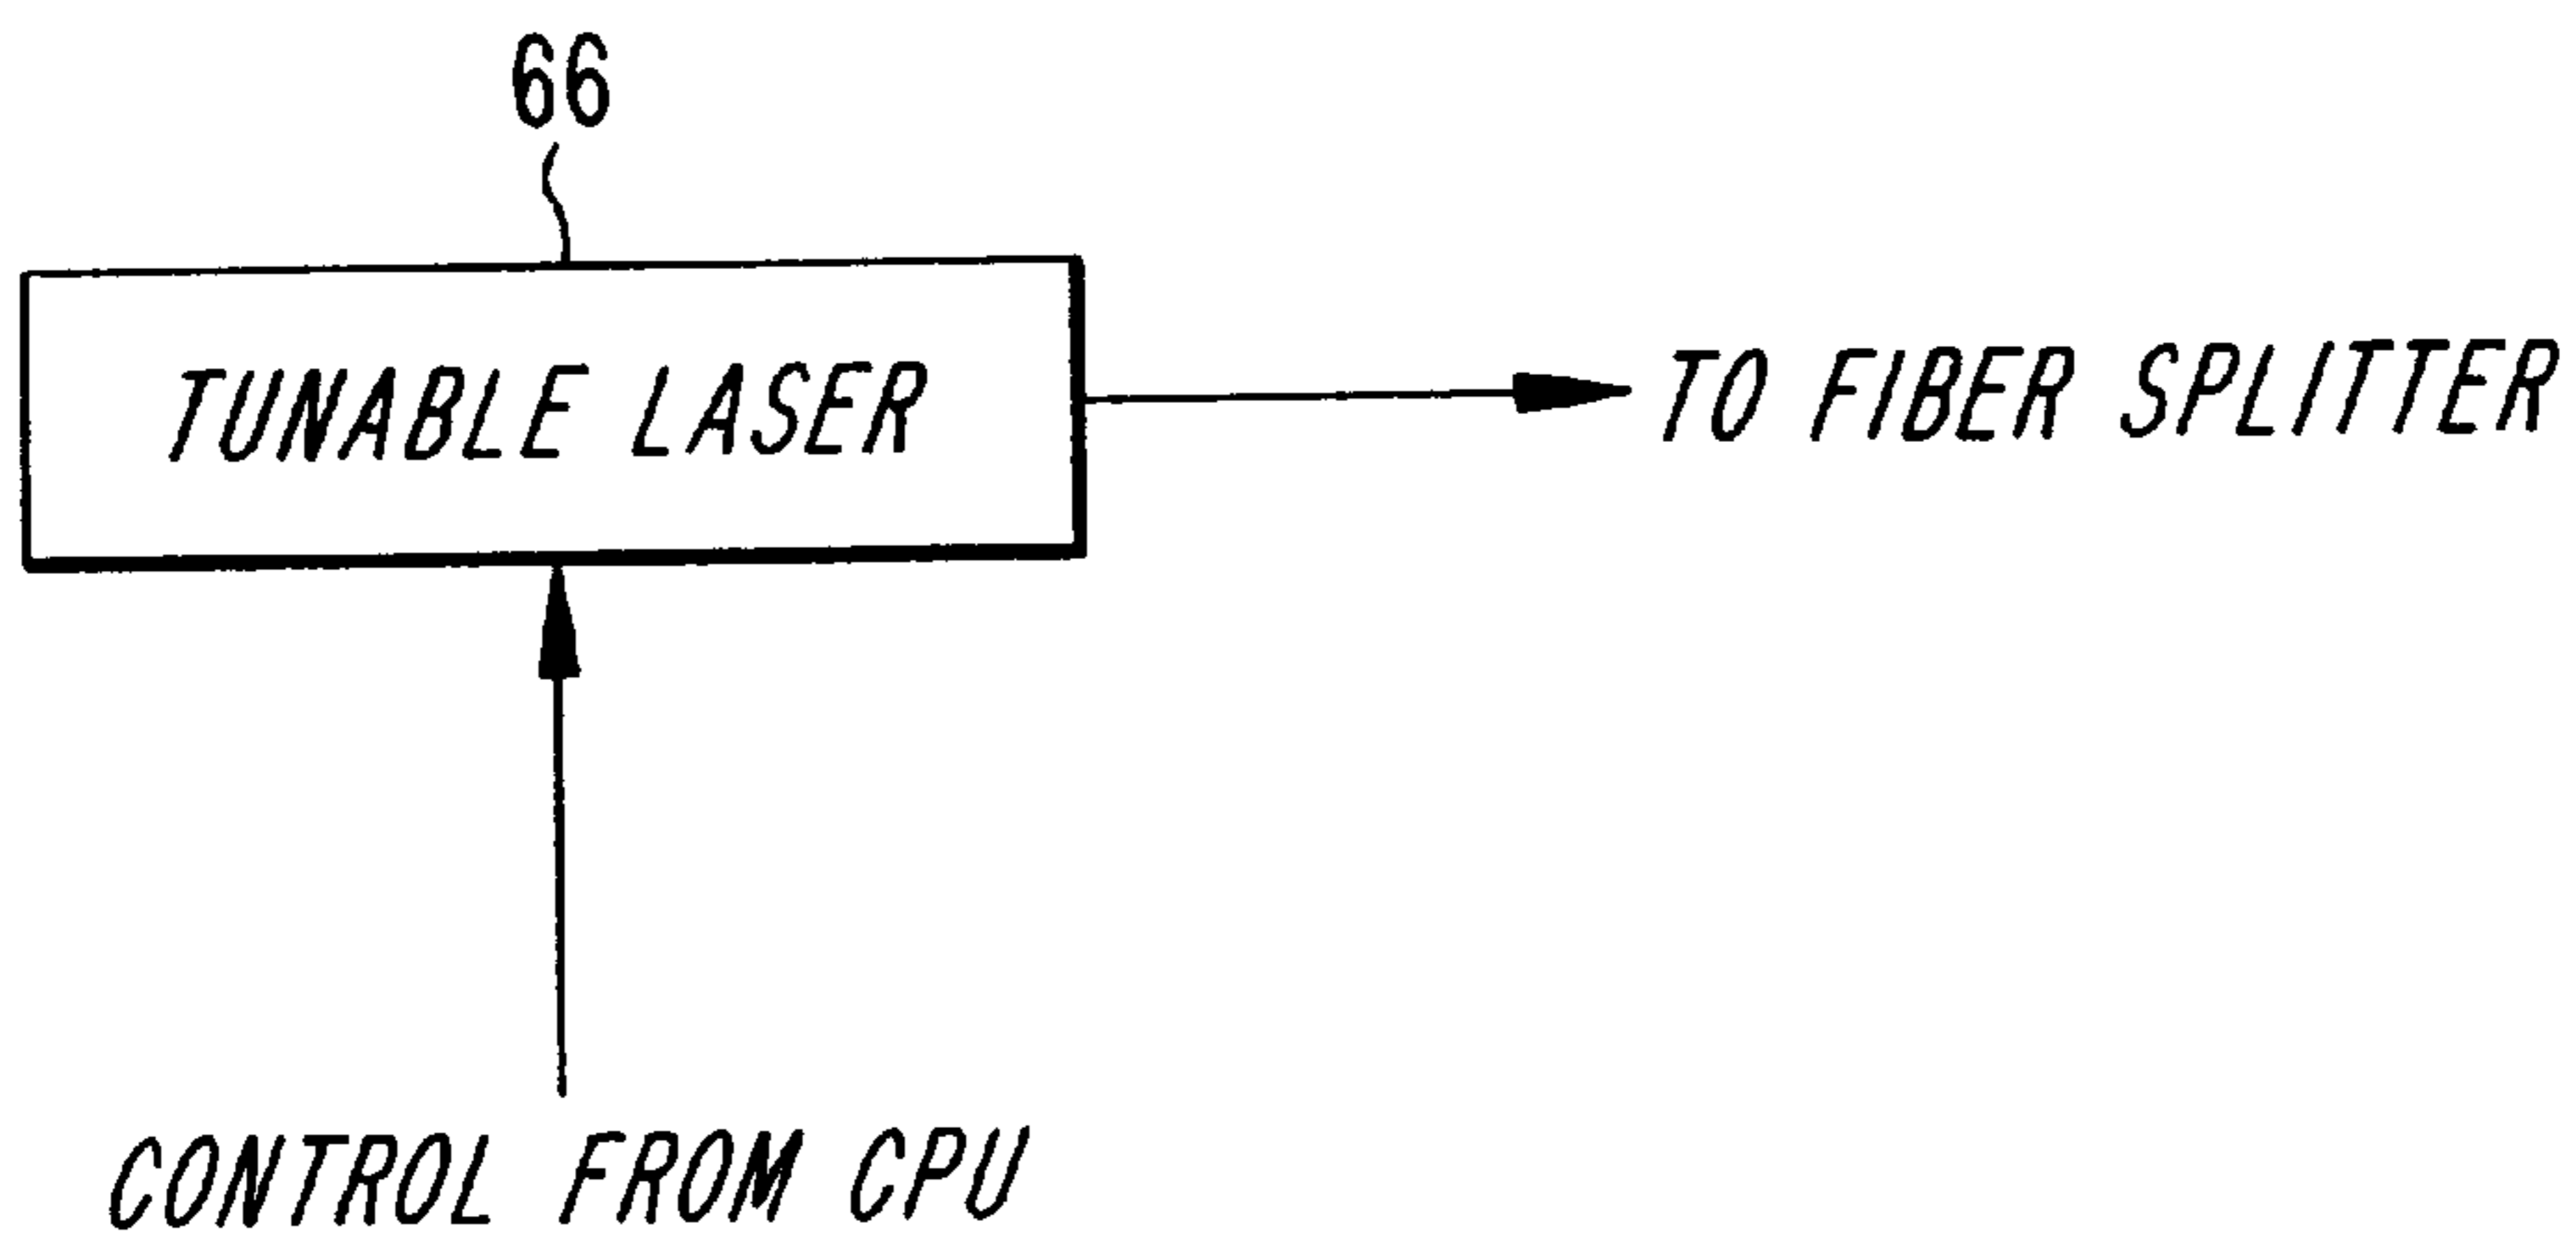 66
TUNABLE LASER
TO FIBER SPLITTER
CONTROL FROM CPU